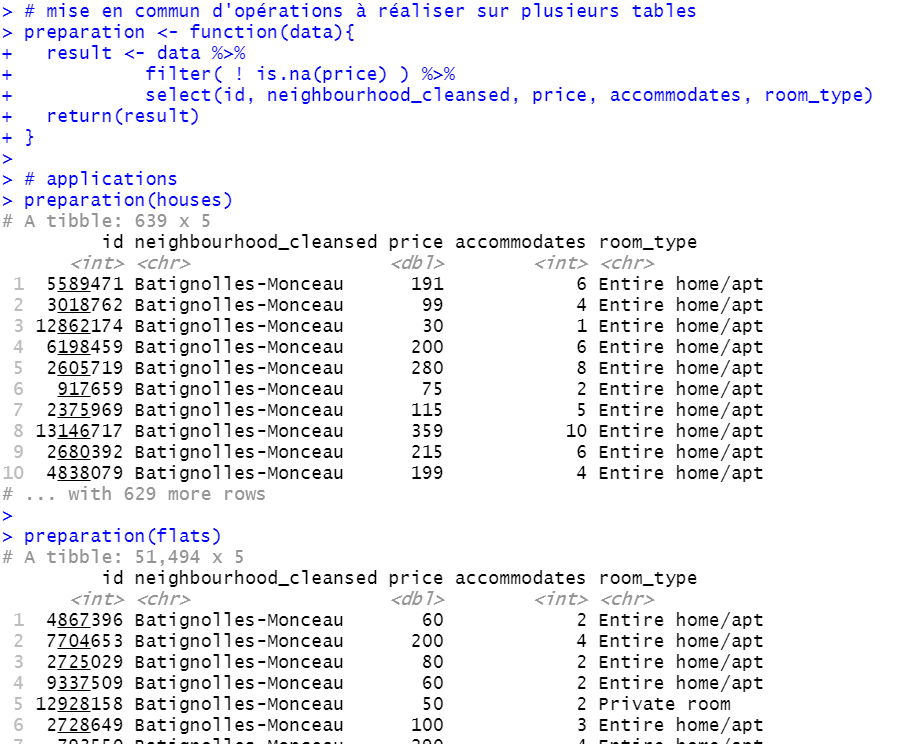 > # mise en commun d'opérations à réaliser sur plusieurs tables
> preparation <- function(data){
+   result <- data %>%
+            filter( ! is.na(price) ) %>%
+            select(id, neighbourhood_cleansed, price, accommodates, room_type)
+   return(result)
+ }
>
> # applications
> preparation(houses)
# A tibble: 639 x 5
         id neighbourhood_cleansed price accommodates room_type
      <int> <chr>                  <dbl>        <int> <chr>
 1  5589471 Batignolles-Monceau      191            6 Entire home/apt
 2  3018762 Batignolles-Monceau       99            4 Entire home/apt
 3 12862174 Batignolles-Monceau       30            1 Entire home/apt
 4  6198459 Batignolles-Monceau      200            6 Entire home/apt
 5  2605719 Batignolles-Monceau      280            8 Entire home/apt
 6   917659 Batignolles-Monceau       75            2 Entire home/apt
 7  2375969 Batignolles-Monceau      115            5 Entire home/apt
 8 13146717 Batignolles-Monceau      359           10 Entire home/apt
 9  2680392 Batignolles-Monceau      215            6 Entire home/apt
10  4838079 Batignolles-Monceau      199            4 Entire home/apt
# ... with 629 more rows
>
> preparation(flats)
# A tibble: 51,494 x 5
         id neighbourhood_cleansed price accommodates room_type
      <int> <chr>                  <dbl>        <int> <chr>
 1  4867396 Batignolles-Monceau       60            2 Entire home/apt
 2  7704653 Batignolles-Monceau      200            4 Entire home/apt
 3  2725029 Batignolles-Monceau       80            2 Entire home/apt
 4  9337509 Batignolles-Monceau       60            2 Entire home/apt
 5 12928158 Batignolles-Monceau       50            2 Private room
 6  2728649 Batignolles-Monceau      100            3 Entire home/apt